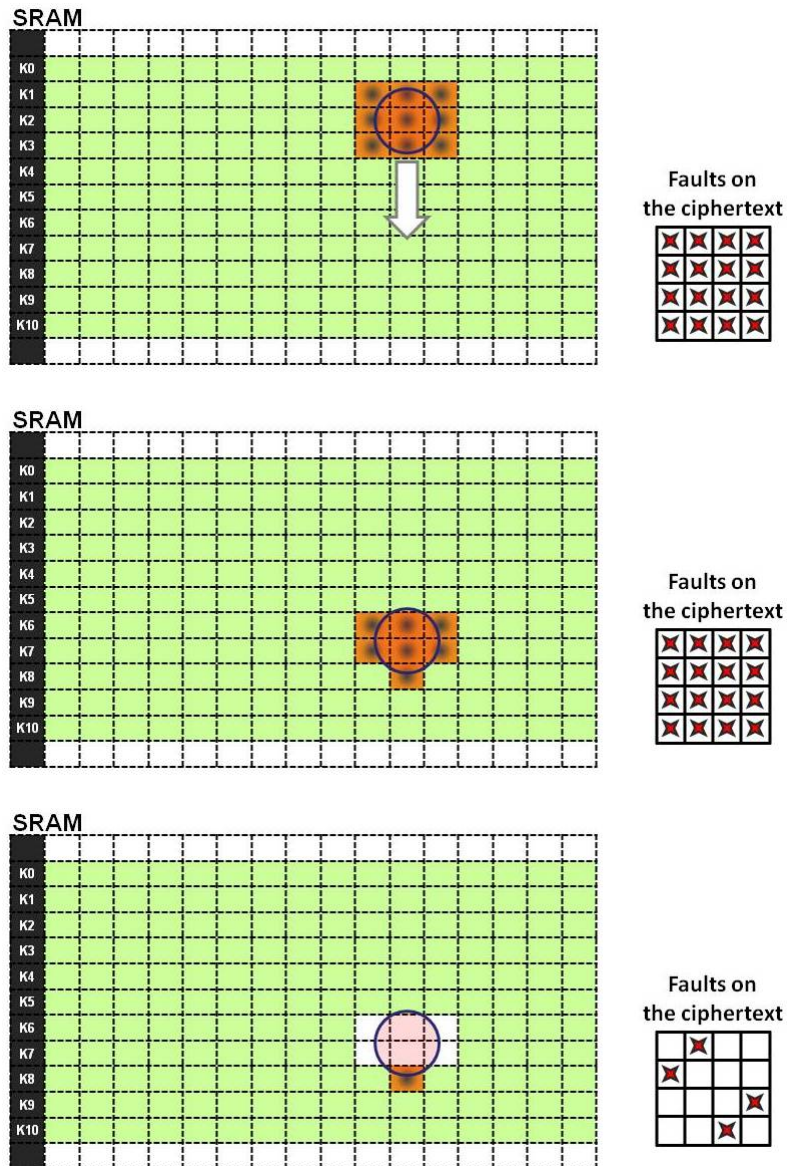 SRAM
K0
K1
K2
K3
K4
K5
K6
K7
K8
K9
K10
Faults on
the ciphertext
SRAM
K0
K1
K2
K3
K4
K5
K6
K7
K8
K9
K10
Faults on
the ciphertext
SRAM
K0
K1
K2
K3
K4
K5
K6
K7
K8
K9
K10
Faults on
the ciphertext